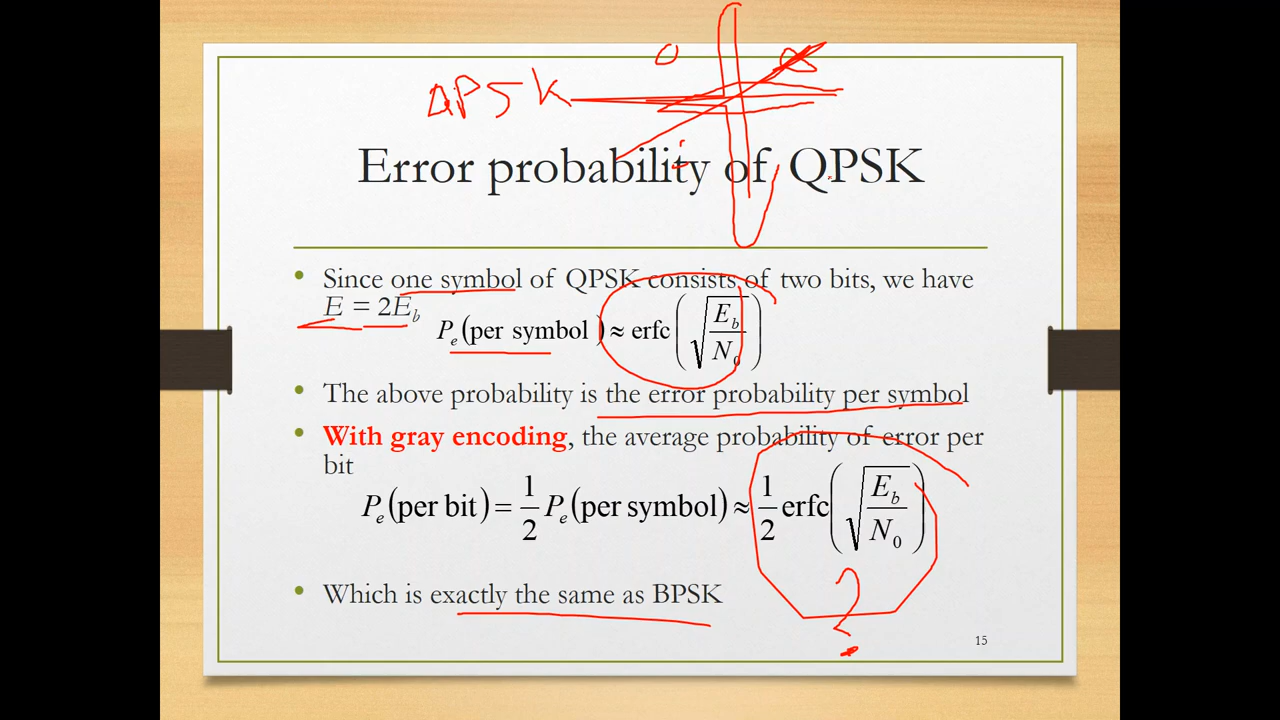 QPSK
Error probability of QPSK
• Since one symbol of QPSK consists of two bits, we have
E = 2E_b
P_e(per symbol) ≈ erfc(√(E_b/N_0))
• The above probability is the error probability per symbol
• With gray encoding, the average probability of error per
bit
P_e(per bit) = 1/2 P_e(per symbol) ≈ 1/2 erfc(√(E_b/N_0))
• Which is exactly the same as BPSK
?
15